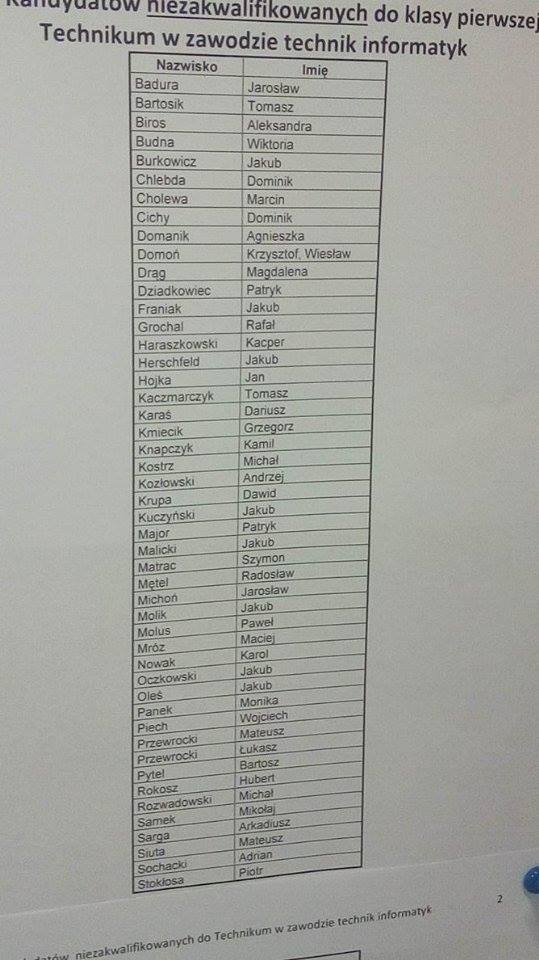 kandydatów niezakwalifikowanych do klasy pierwszej
Technikum w zawodzie technik informatyk
Nazwisko Imię
Badura Jarosław
Bartosik Tomasz
Biros Aleksandra
Budna Wiktoria
Burkowicz Jakub
Chlebda Dominik
Cholewa Marcin
Cichy Dominik
Domanik Agnieszka
Domoń Krzysztof, Wiesław
Drąg Magdalena
Dziadkowiec Patryk
Franiak Jakub
Grochal Rafał
Haraszkowski Kacper
Herschfeld Jakub
Hojka Jan
Kaczmarczyk Tomasz
Karaś Dariusz
Kmiecik Grzegorz
Knapczyk Kamil
Kostrz Michał
Kozłowski Andrzej
Krupa Dawid
Kuczyński Jakub
Major Patryk
Malicki Jakub
Matrac Szymon
Mętel Radosław
Michoń Jarosław
Molik Jakub
Molus Paweł
Mróz Maciej
Nowak Karol
Oczkowski Jakub
Oleś Jakub
Panek Monika
Piech Wojciech
Przewrocki Mateusz
Przewrocki Łukasz
Pytel Bartosz
Rokosz Hubert
Rozwadowski Michał
Samek Mikołaj
Sarga Arkadiusz
Siuta Mateusz
Sochacki Adrian
Stokłosa Piotr
2
niezakwalifikowanych do Technikum w zawodzie technik informatyk